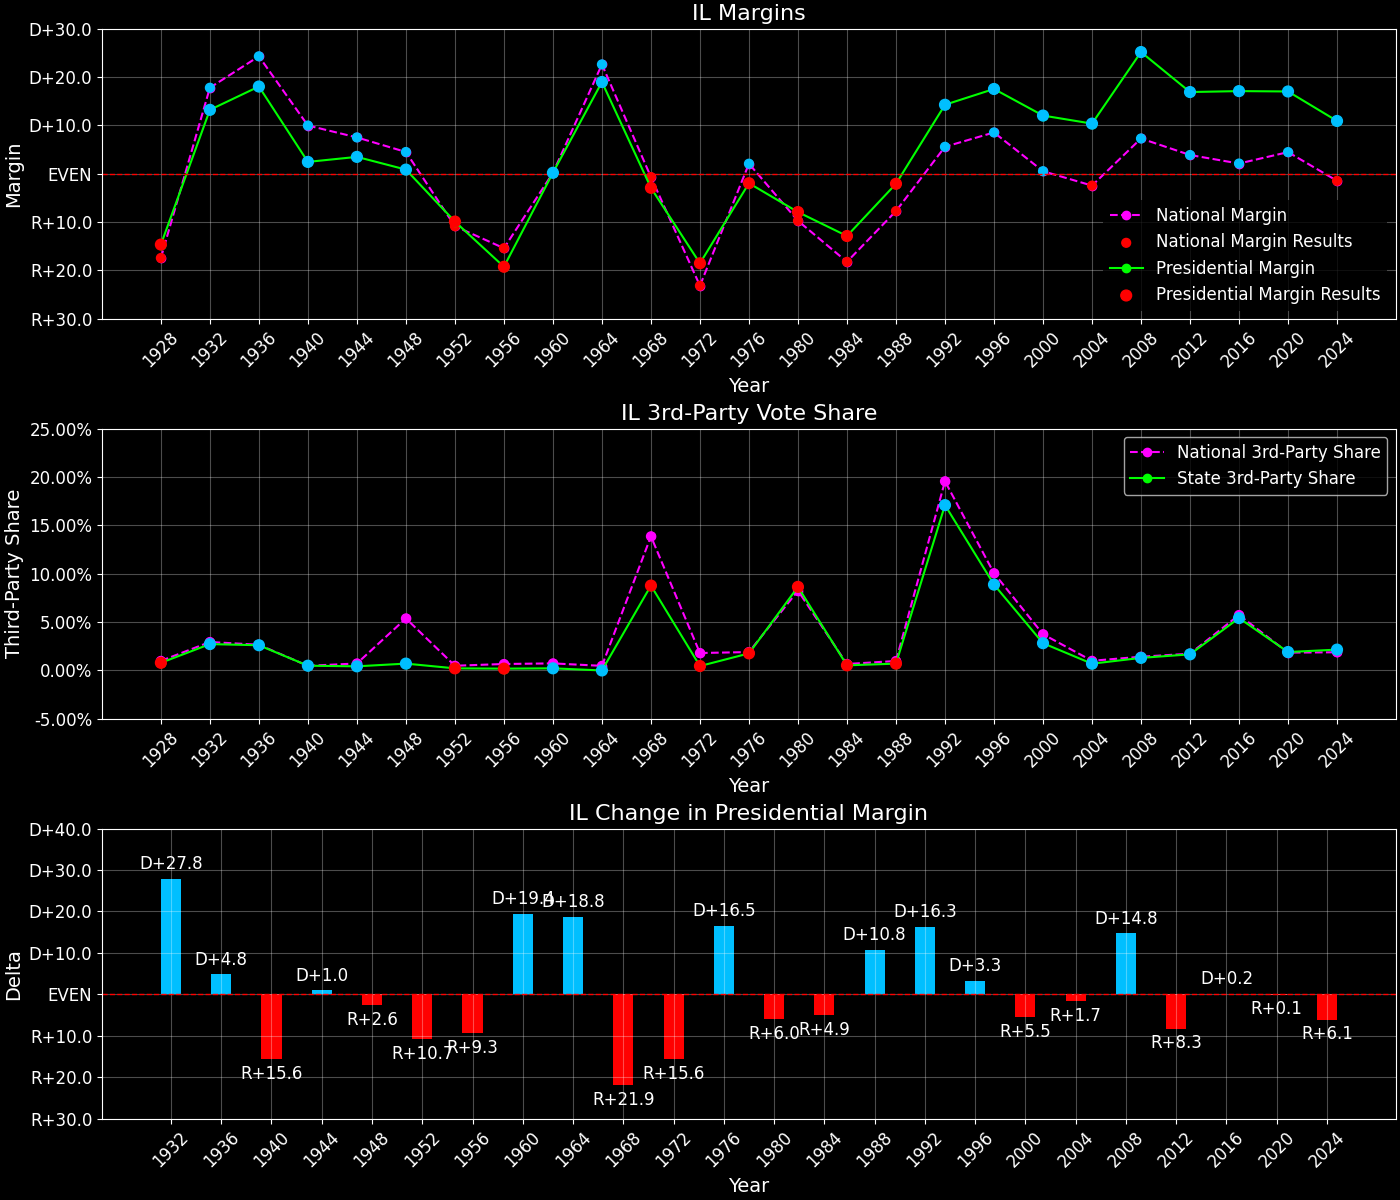 IL Margins
D+30.0
D+20.0
D+10.0
EVEN
R+10.0
R+20.0
R+30.0
Margin
National Margin
National Margin Results
Presidential Margin
Presidential Margin Results
1928 1932 1936 1940 1944 1948 1952 1956 1960 1964 1968 1972 1976 1980 1984 1988 1992 1996 2000 2004 2008 2012 2016 2020 2024
Year
IL 3rd-Party Vote Share
25.00%
20.00%
15.00%
10.00%
5.00%
0.00%
-5.00%
Third-Party Share
National 3rd-Party Share
State 3rd-Party Share
1928 1932 1936 1940 1944 1948 1952 1956 1960 1964 1968 1972 1976 1980 1984 1988 1992 1996 2000 2004 2008 2012 2016 2020 2024
Year
IL Change in Presidential Margin
D+40.0
D+30.0
D+20.0
D+10.0
EVEN
R+10.0
R+20.0
R+30.0
Delta
D+27.8
D+4.8
R+15.6
D+1.0
R+2.6
R+10.7
R+9.3
D+19.4
D+18.8
R+21.9
R+15.6
D+16.5
R+6.0
R+4.9
D+10.8
D+16.3
D+3.3
R+5.5
R+1.7
D+14.8
R+8.3
D+0.2
R+0.1
R+6.1
1932 1936 1940 1944 1948 1952 1956 1960 1964 1968 1972 1976 1980 1984 1988 1992 1996 2000 2004 2008 2012 2016 2020 2024
Year